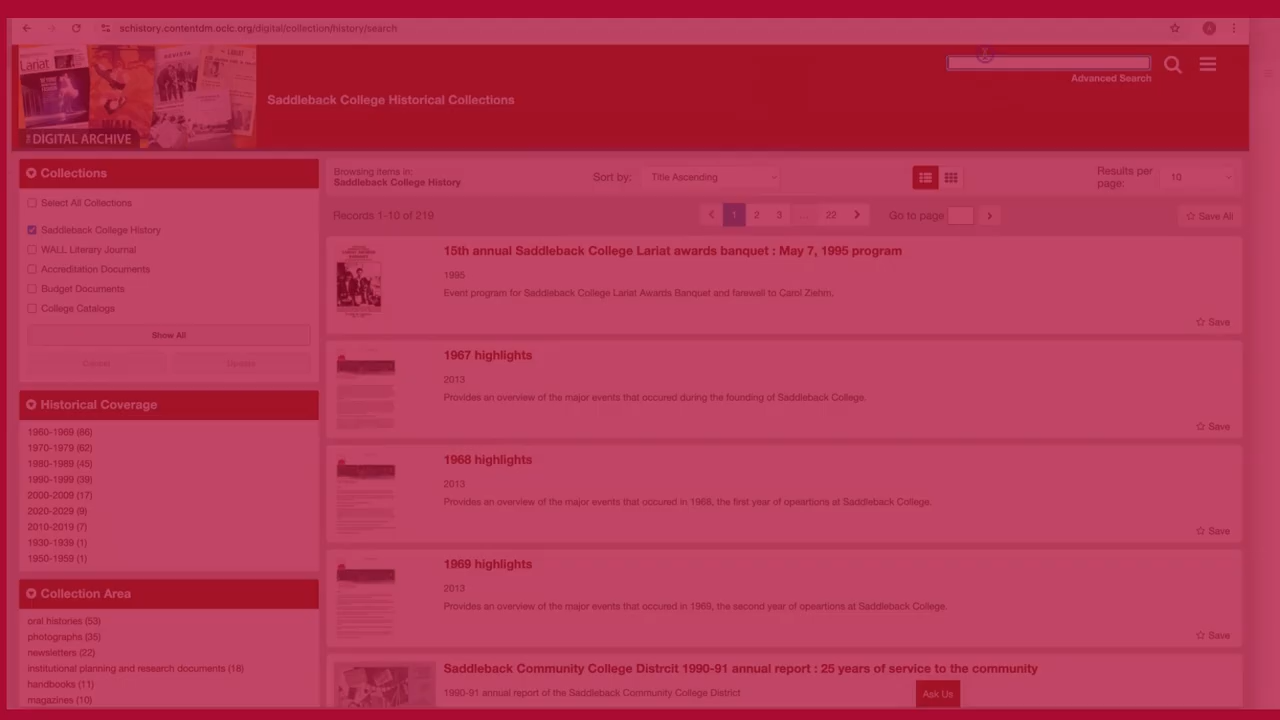 schistory.contentdm.oclc.org/digital/collection/history/search
Lariat
DIGITAL ARCHIVE
Saddleback College Historical Collections
Advanced Search
Collections
Select All Collections
Saddleback College History
WALL Literary Journal
Accreditation Documents
Budget Documents
College Catalogs
Show All
Historical Coverage
1960-1969 (66)
1970-1979 (62)
1980-1989 (45)
1990-1999 (39)
2000-2009 (17)
2020-2029 (9)
2010-2019 (7)
1930-1939 (1)
1950-1959 (1)
Collection Area
oral histories (53)
photographs (35)
newsletters (22)
institutional planning and research documents (18)
handbooks (11)
magazines (10)
Browsing items in:
Saddleback College History
Sort by: Title Ascending
Results per page: 10
Records 1-10 of 219
1 2 3 ... 22
Go to page
Save All
15th annual Saddleback College Lariat awards banquet : May 7, 1995 program
1995
Event program for Saddleback College Lariat Awards Banquet and farewell to Carol Ziehm.
Save
1967 highlights
2013
Provides an overview of the major events that occured during the founding of Saddleback College.
Save
1968 highlights
2013
Provides an overview of the major events that occured in 1968, the first year of opeartions at Saddleback College.
Save
1969 highlights
2013
Provides an overview of the major events that occured in 1969, the second year of opeartions at Saddleback College.
Save
Saddleback Community College Distrcit 1990-91 annual report : 25 years of service to the community
1990-91 annual report of the Saddleback Community College District
Ask Us